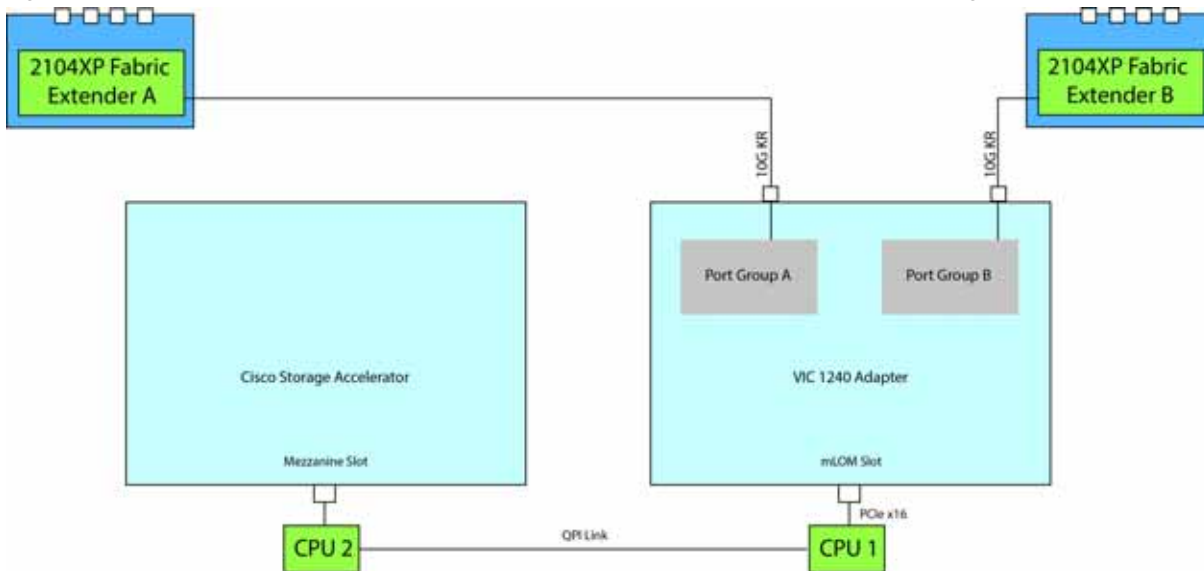 2104XP Fabric
Extender A
2104XP Fabric
Extender B
10G KR
10G KR
Port Group A
Port Group B
Cisco Storage Accelerator
VIC 1240 Adapter
Mezzanine Slot
mLOM Slot
PCIe x16
CPU 2
QPI Link
CPU 1